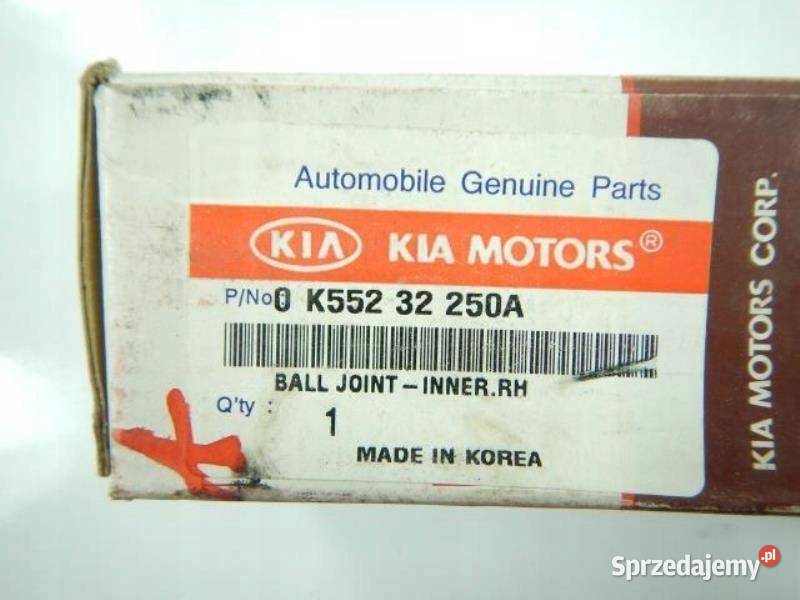 Automobile Genuine Parts
KIA KIA MOTORS®
P/No : 0 K552 32 250A
BALL JOINT-INNER.RH
Q'ty : 1
MADE IN KOREA
KIA MOTORS CORP.
Sprzedajemy.pl